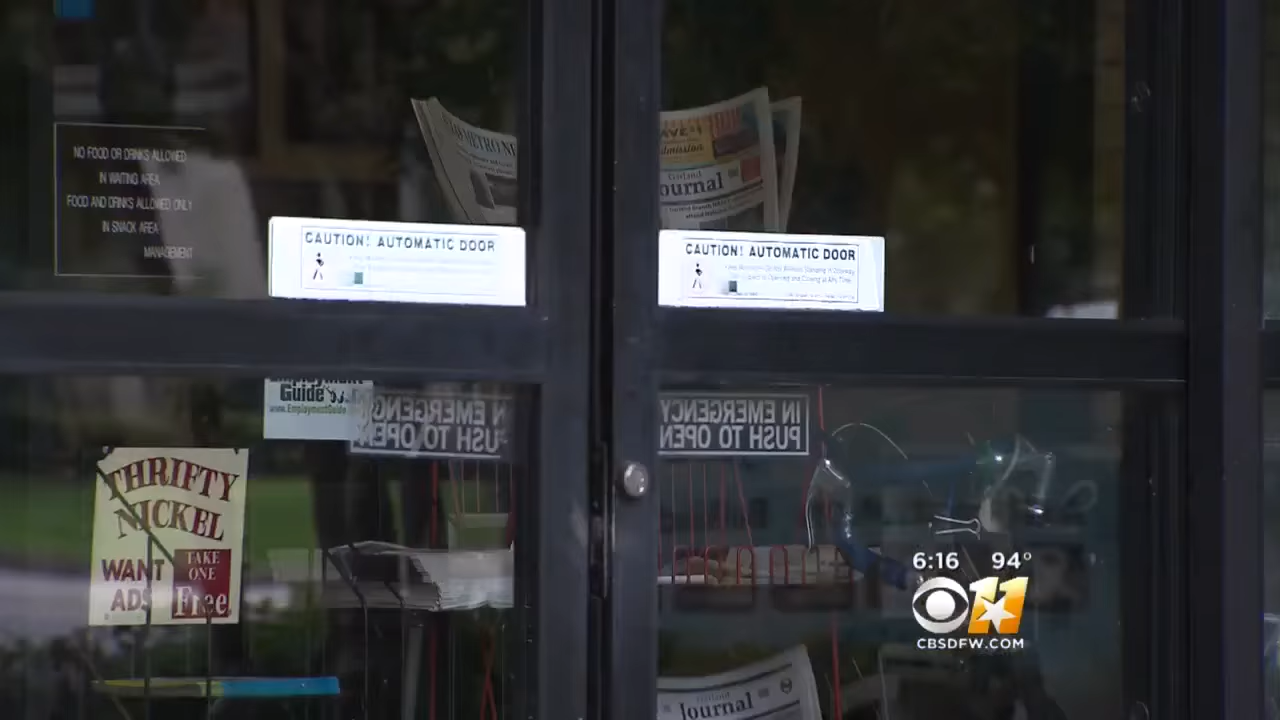 NO FOOD OR DRINKS ALLOWED
IN WAITING AREA
FOOD AND DRINKS ALLOWED ONLY
IN SNACK AREA
MANAGEMENT
CAUTION! AUTOMATIC DOOR
METRO
Journal
CAUTION! AUTOMATIC DOOR
Guide
www.EmploymentGuide
IN EMERGENCY
PUSH TO OPEN
IN EMERGENCY
PUSH TO OPEN
THRIFTY
NICKEL
WANT
ADS
TAKE
ONE
Free
6:16 94°
11
CBSDFW.COM
Journal